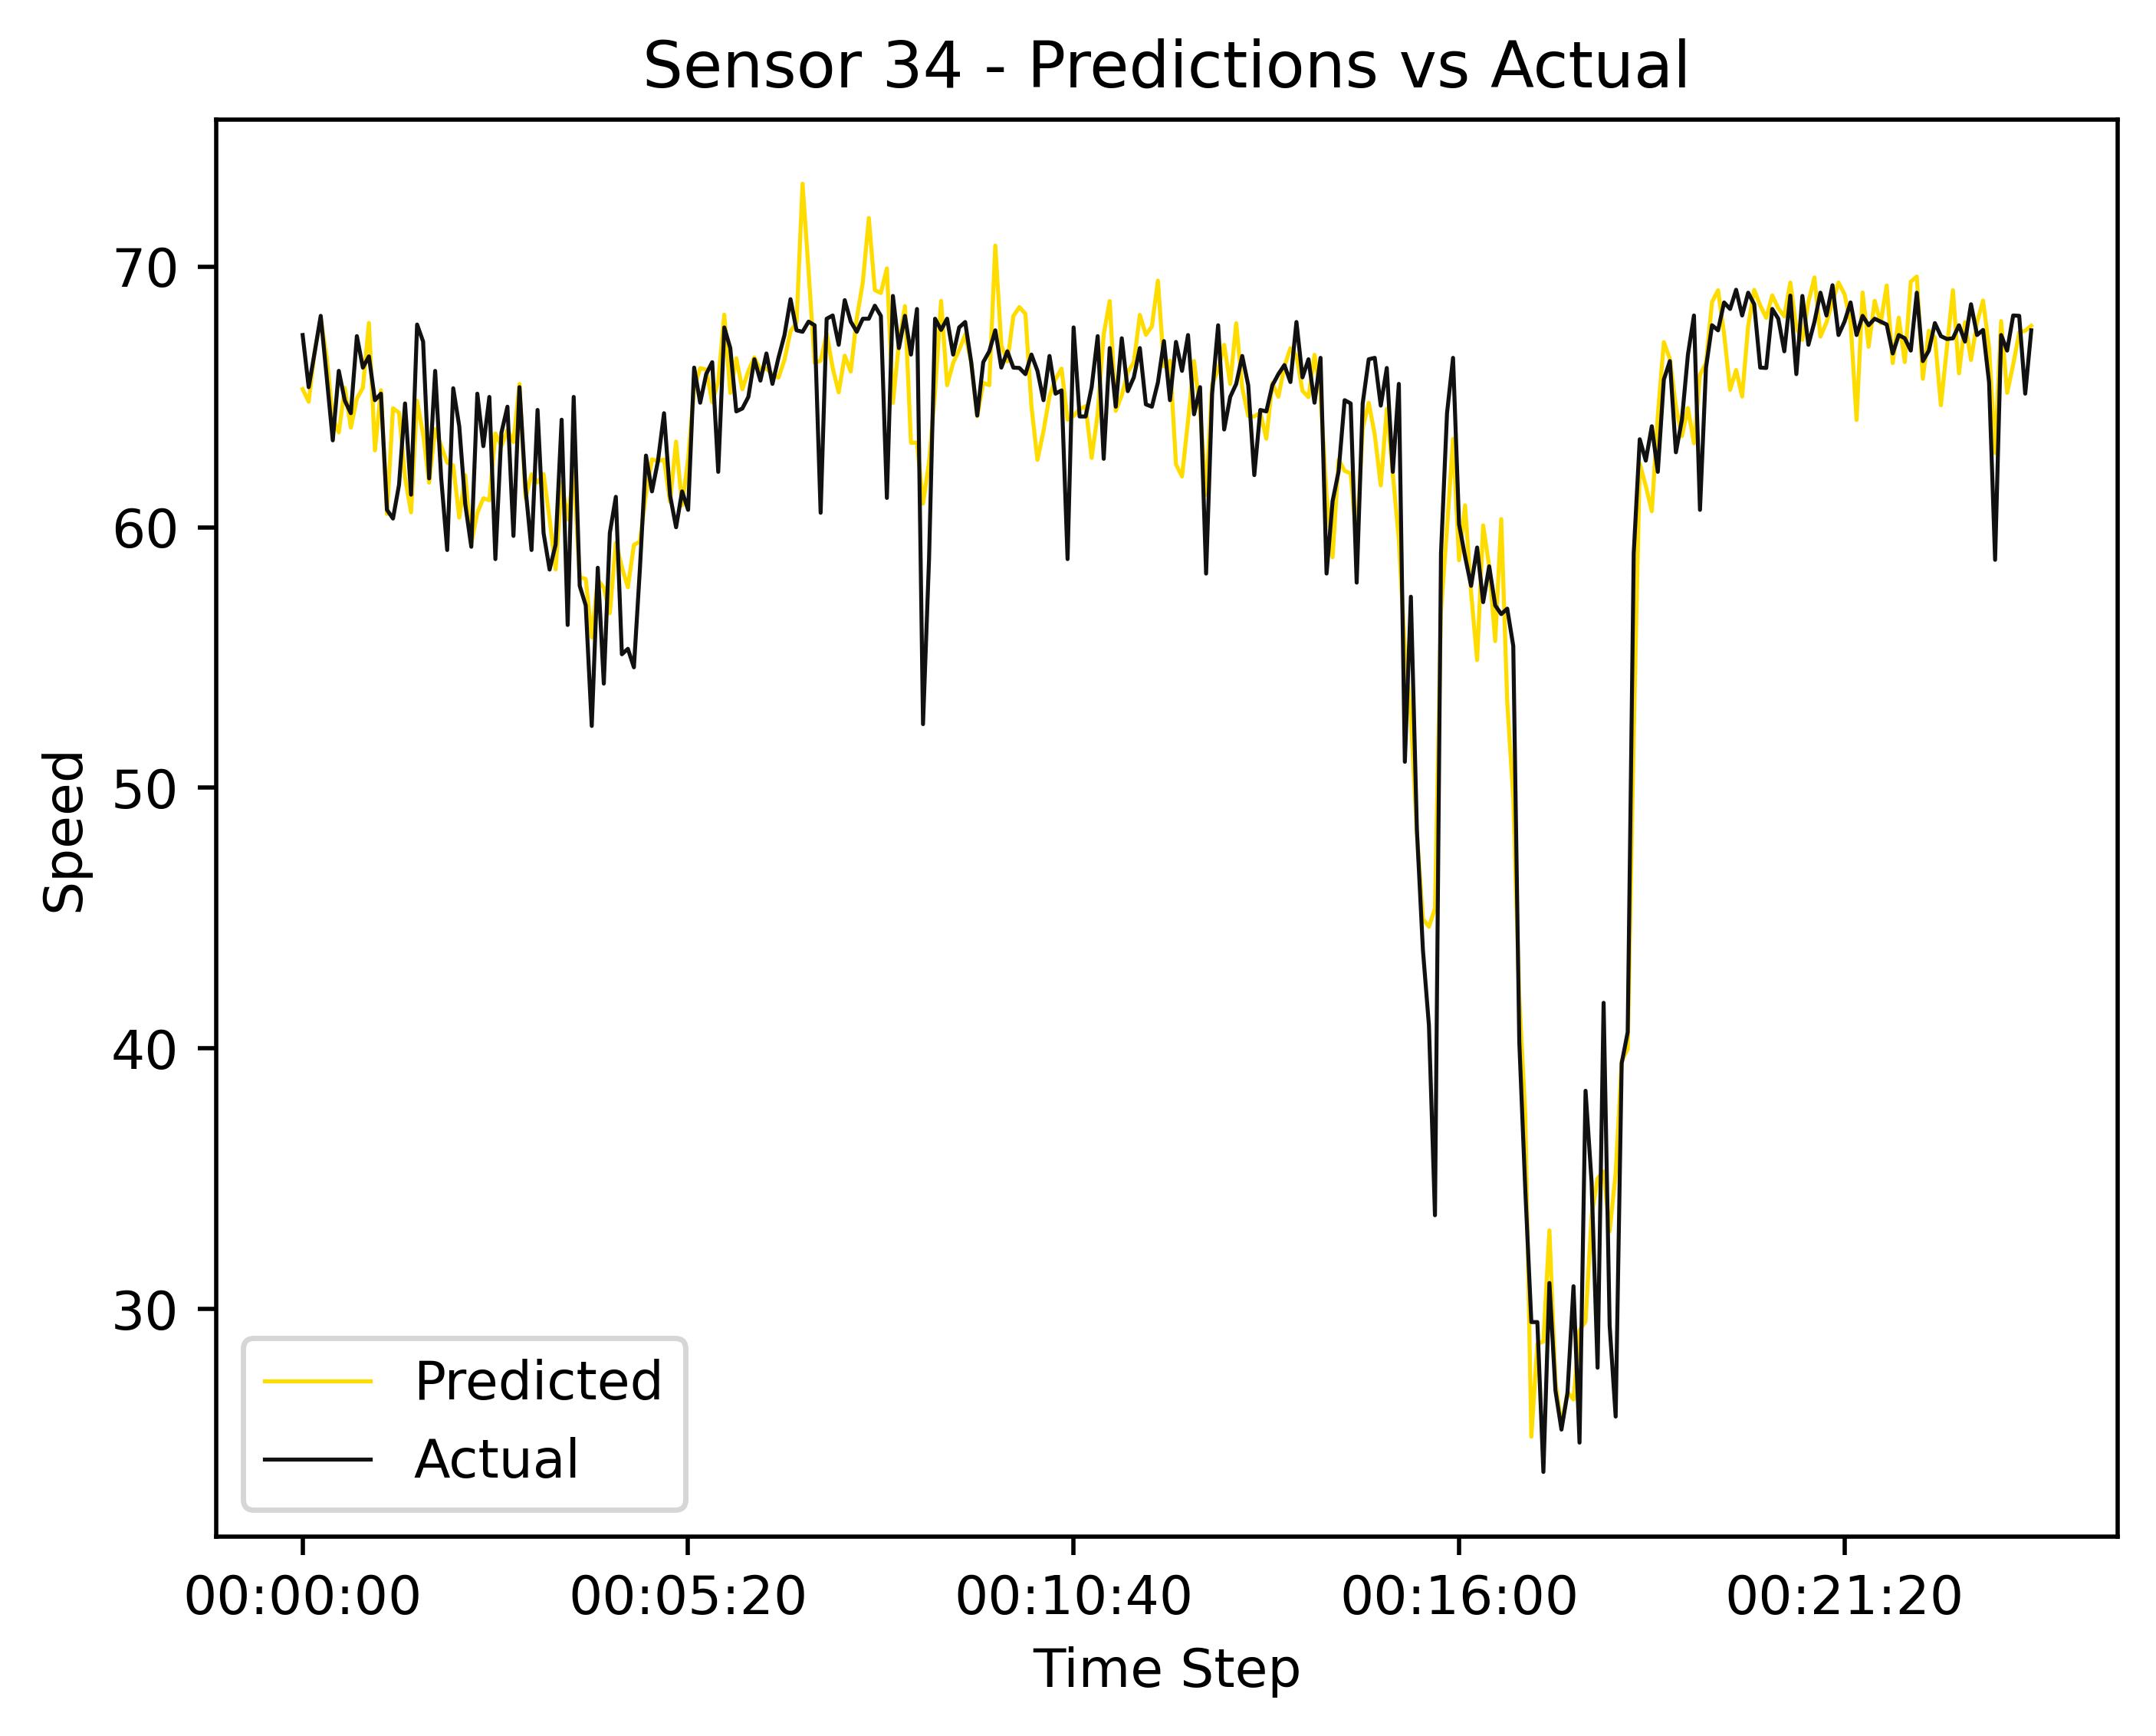 Sensor 34 - Predictions vs Actual
Speed
70
60
50
40
30
Predicted
Actual
00:00:00 00:05:20 00:10:40 00:16:00 00:21:20
Time Step